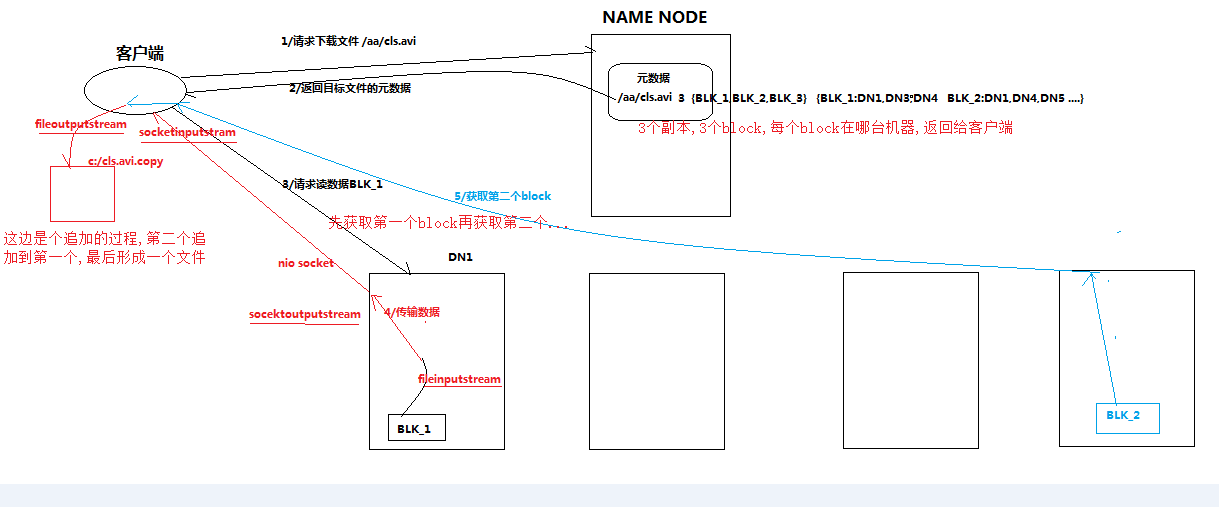 NAME NODE
1/请求下载文件 /aa/cls.avi
客户端
元数据
2/返回目标文件的元数据
/aa/cls.avi 3 {BLK_1,BLK_2,BLK_3} {BLK_1:DN1,DN3,DN4 BLK_2:DN1,DN4,DN5 ....}
fileoutputstream
socketinputstram
3个副本,3个block,每个block在哪台机器,返回给客户端
c:/cls.avi.copy
3/请求读数据BLK_1
5/获取第二个block
先获取第一个block再获取第二个...
这边是个追加的过程,第二个追
加到第一个,最后形成一个文件
DN1
nio socket
socektoutputstream
4/传输数据
fileinputstream
BLK_1
BLK_2